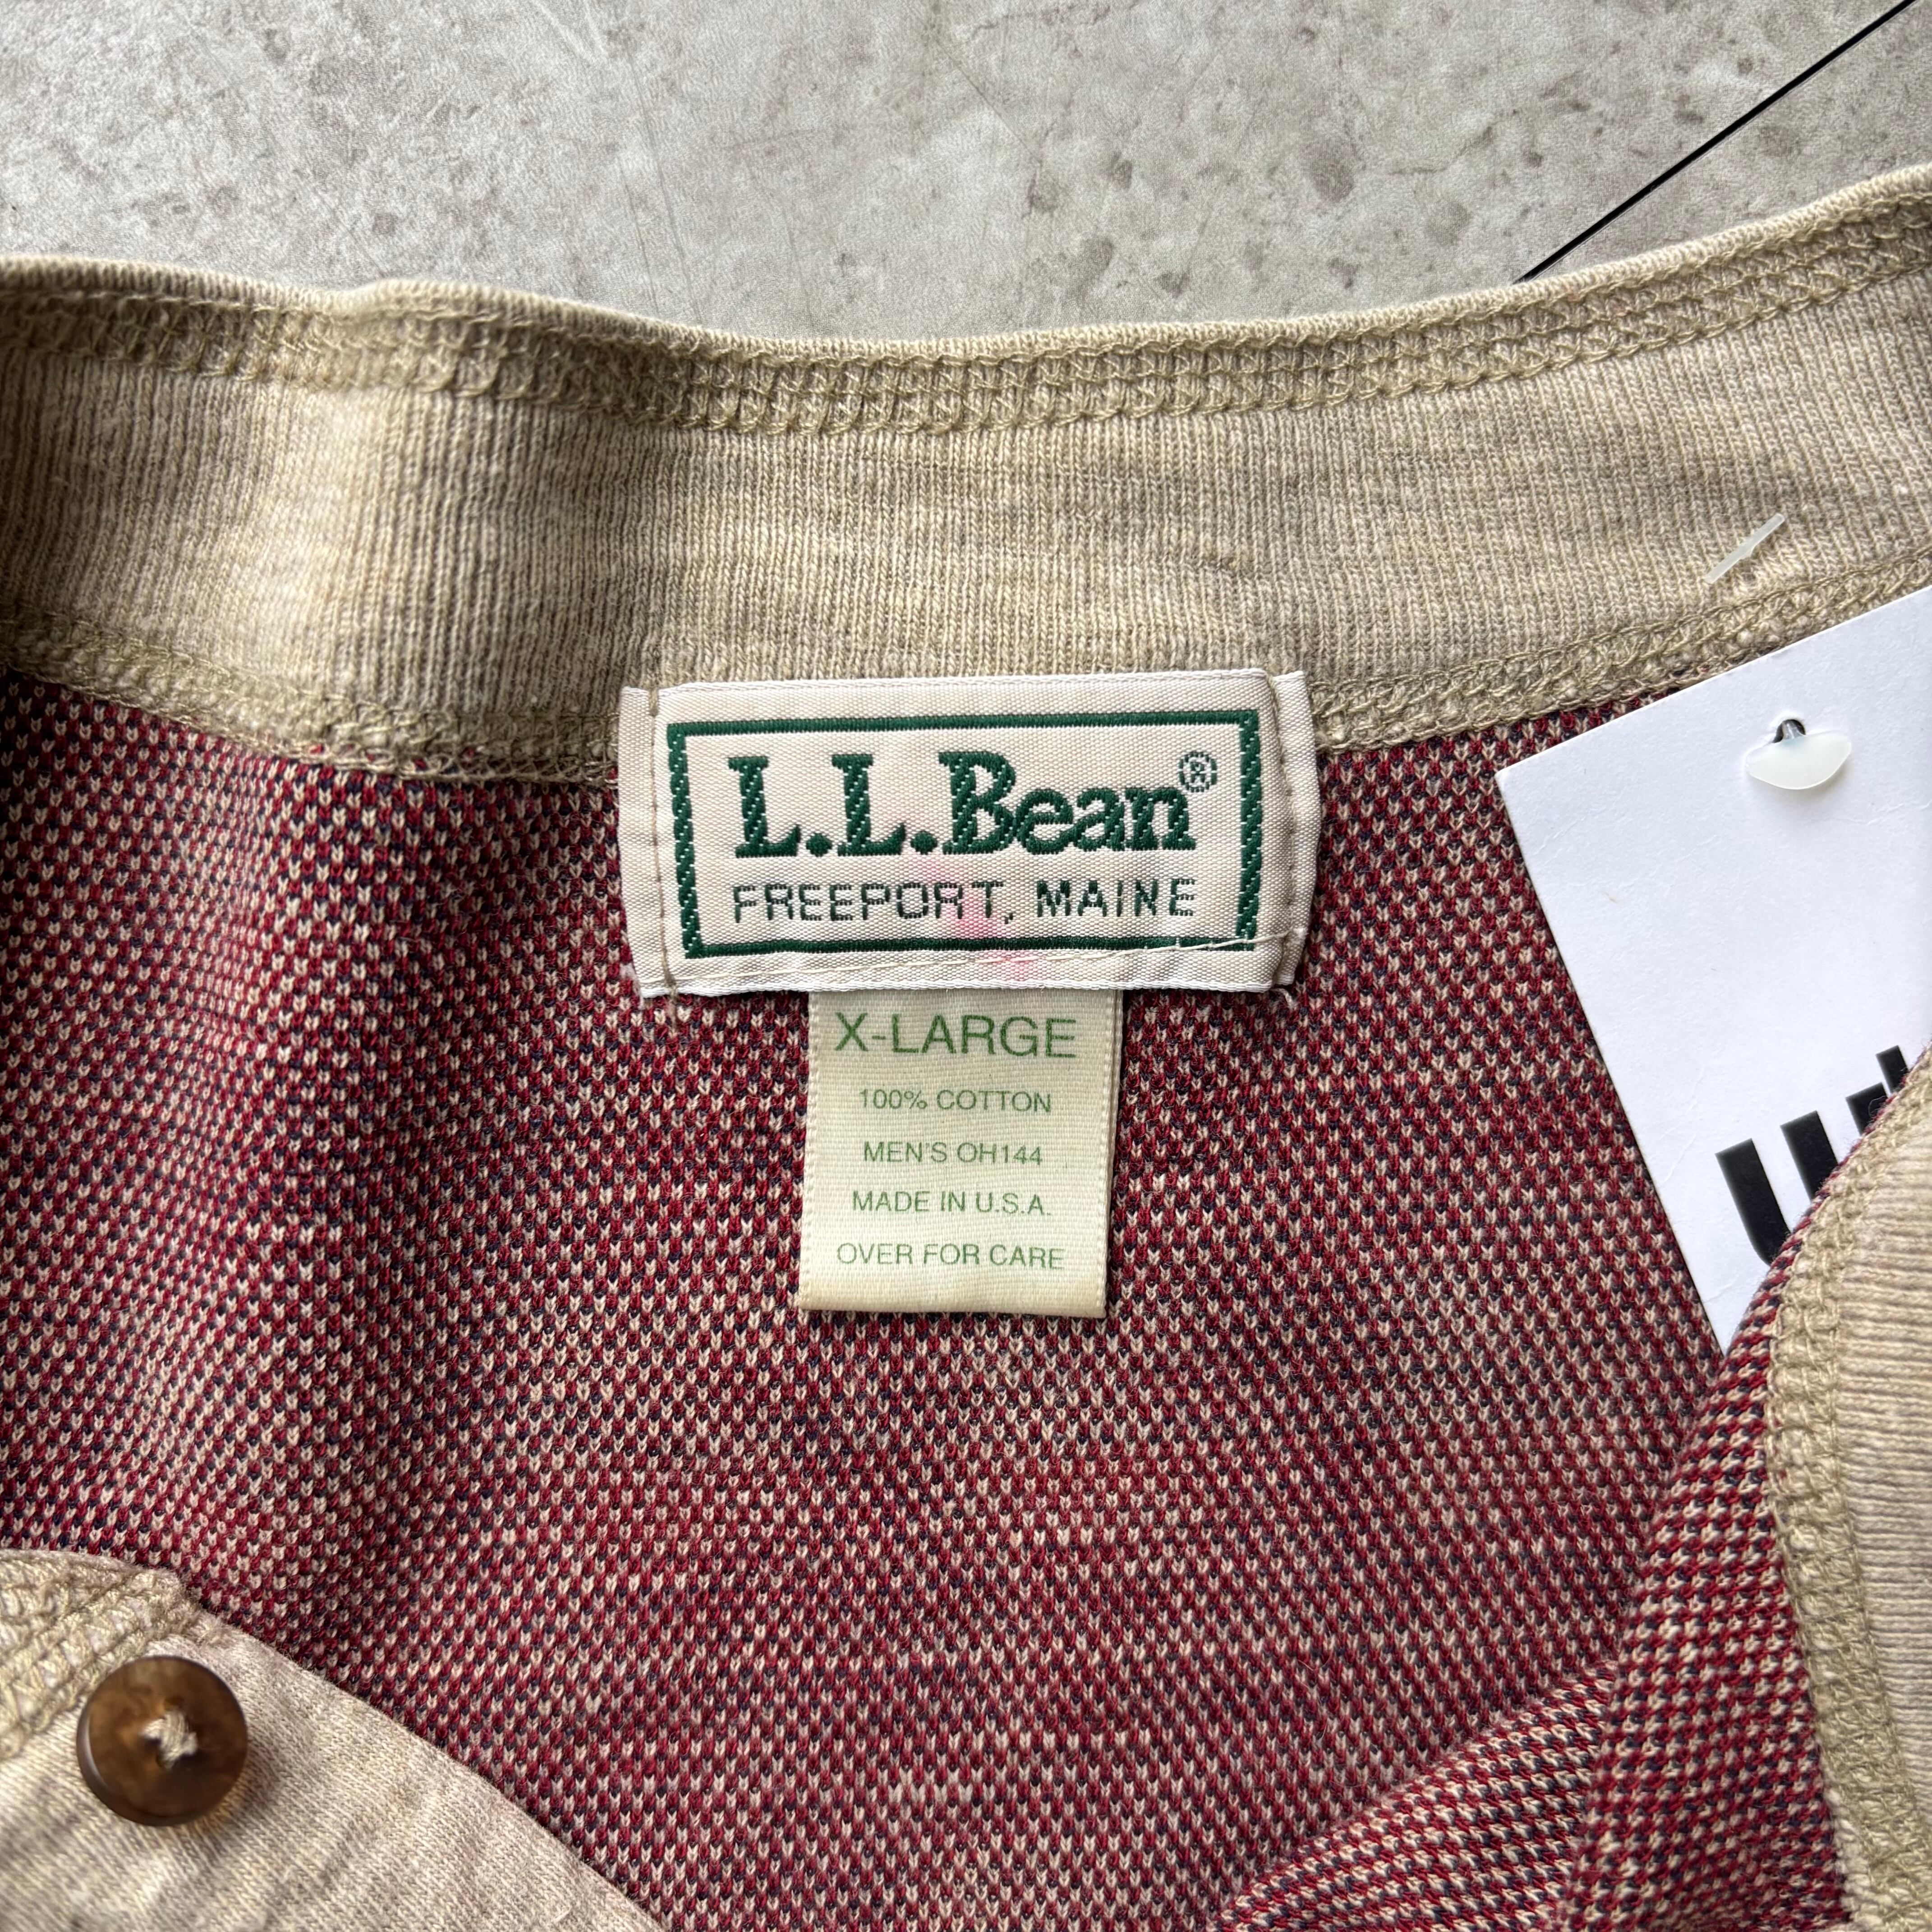 L.L.Bean®
FREEPORT, MAINE
X-LARGE
100% COTTON
MEN'S OH144
MADE IN U.S.A.
OVER FOR CARE